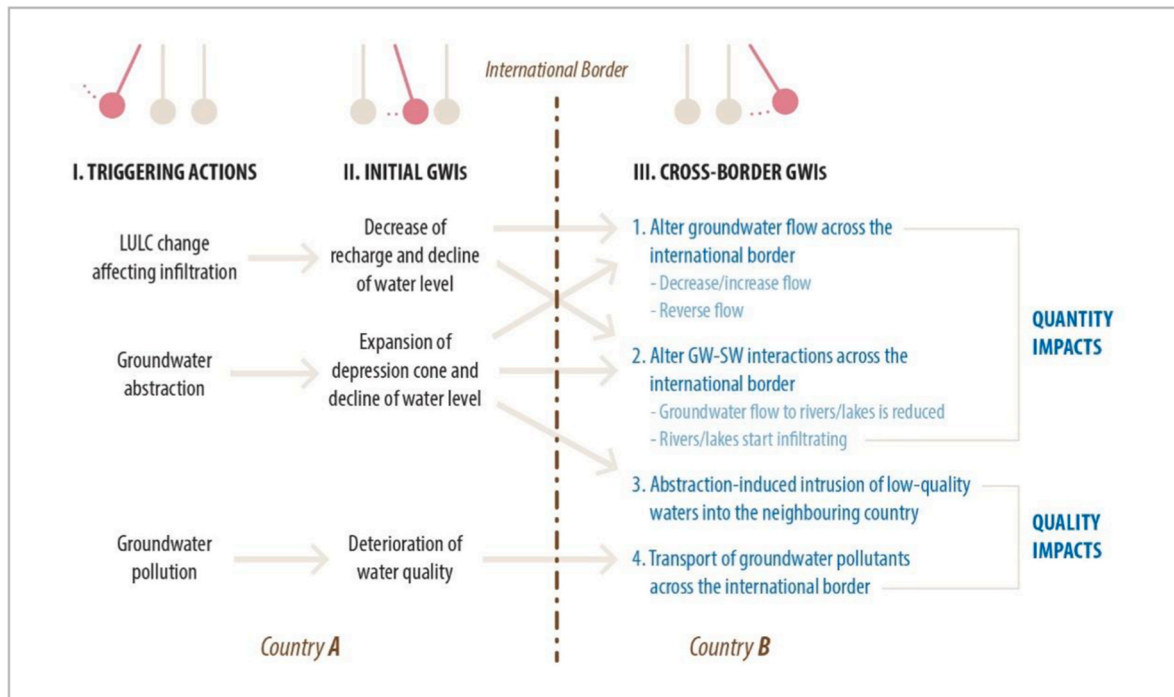 International Border
I. TRIGGERING ACTIONS
II. INITIAL GWIs
III. CROSS-BORDER GWIs
LULC change
affecting infiltration
Decrease of
recharge and decline
of water level
1. Alter groundwater flow across the
international border
- Decrease/increase flow
- Reverse flow
Groundwater
abstraction
Expansion of
depression cone and
decline of water level
2. Alter GW-SW interactions across the
international border
- Groundwater flow to rivers/lakes is reduced
- Rivers/lakes start infiltrating
QUANTITY
IMPACTS
3. Abstraction-induced intrusion of low-quality
waters into the neighbouring country
Groundwater
pollution
Deterioration of
water quality
4. Transport of groundwater pollutants
across the international border
QUALITY
IMPACTS
Country A
Country B